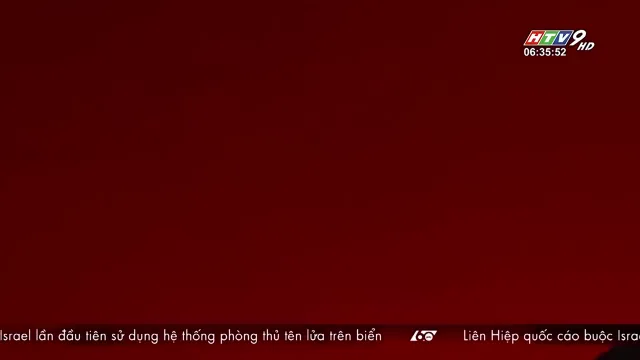 HTV9 HD
06:35:52
Israel lần đầu tiên sử dụng hệ thống phòng thủ tên lửa trên biển 60 Liên Hiệp quốc cáo buộc Isra